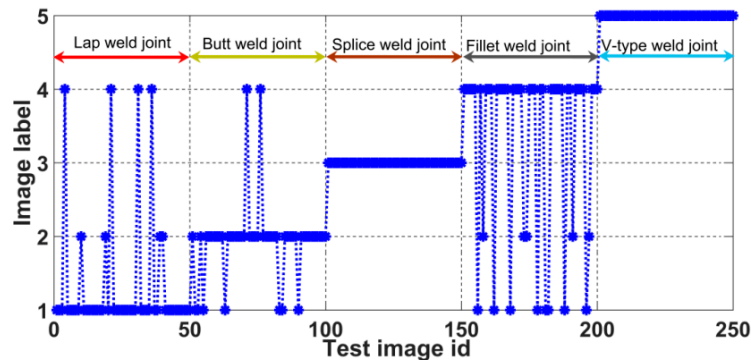 5
Lap weld joint Butt weld joint Splice weld joint Fillet weld joint V-type weld joint
4
3
2
1
0 50 100 150 200 250
Image label
Test image id